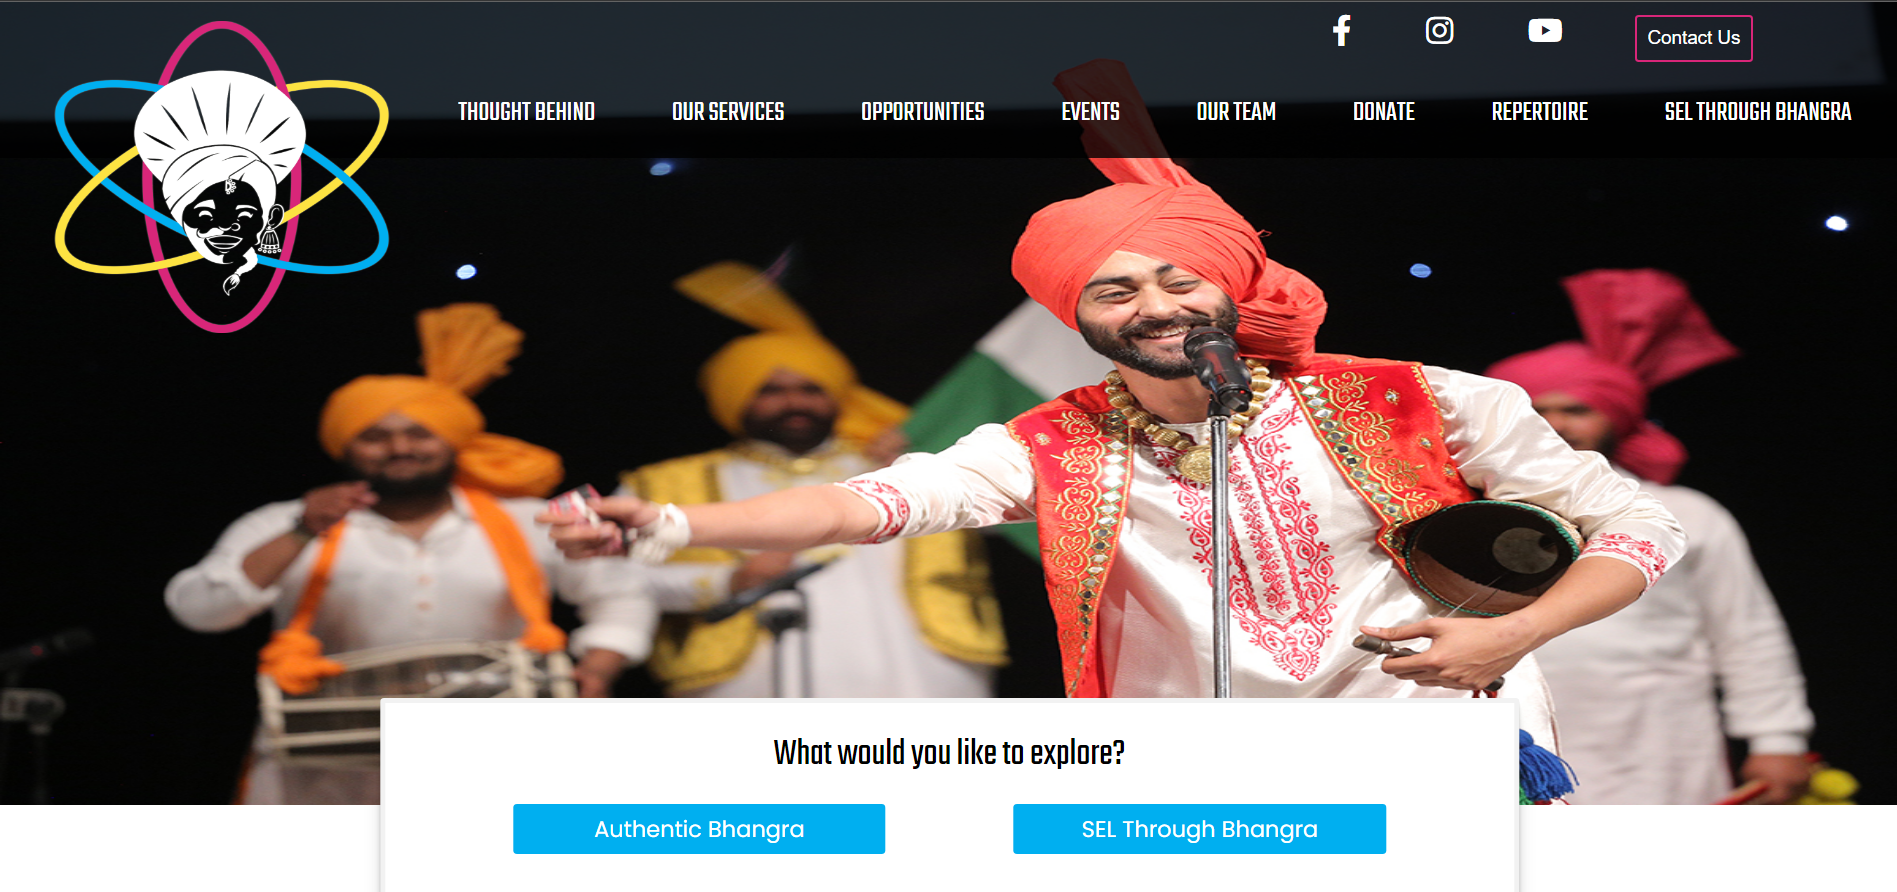 Contact Us
THOUGHT BEHIND
OUR SERVICES
OPPORTUNITIES
EVENTS
OUR TEAM
DONATE
REPERTOIRE
SEL THROUGH BHANGRA
What would you like to explore?
Authentic Bhangra
SEL Through Bhangra